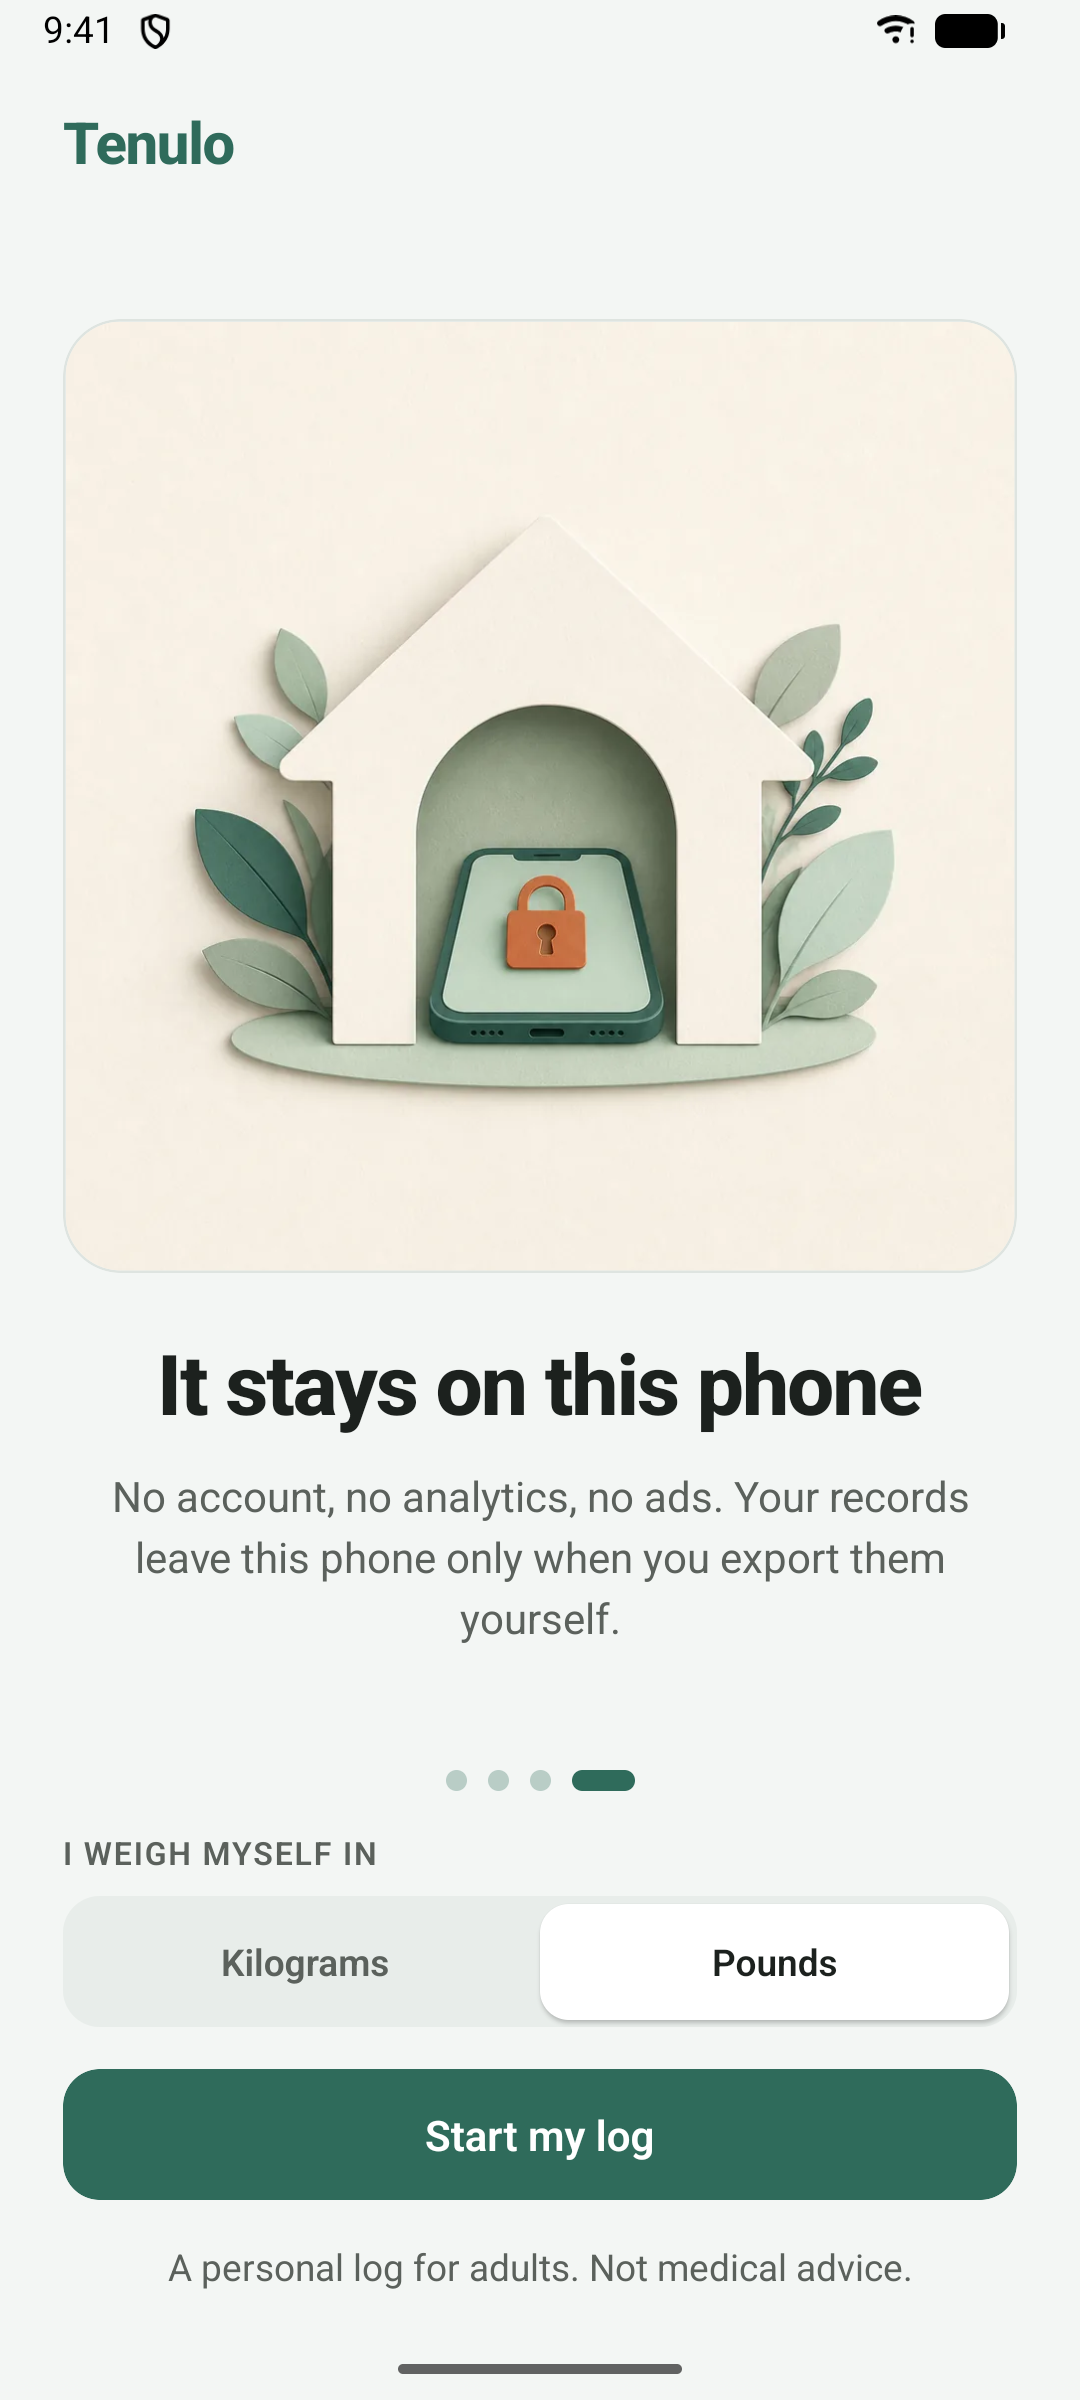 9:41
Tenulo
It stays on this phone
No account, no analytics, no ads. Your records
leave this phone only when you export them
yourself.
I WEIGH MYSELF IN
Kilograms
Pounds
Start my log
A personal log for adults. Not medical advice.